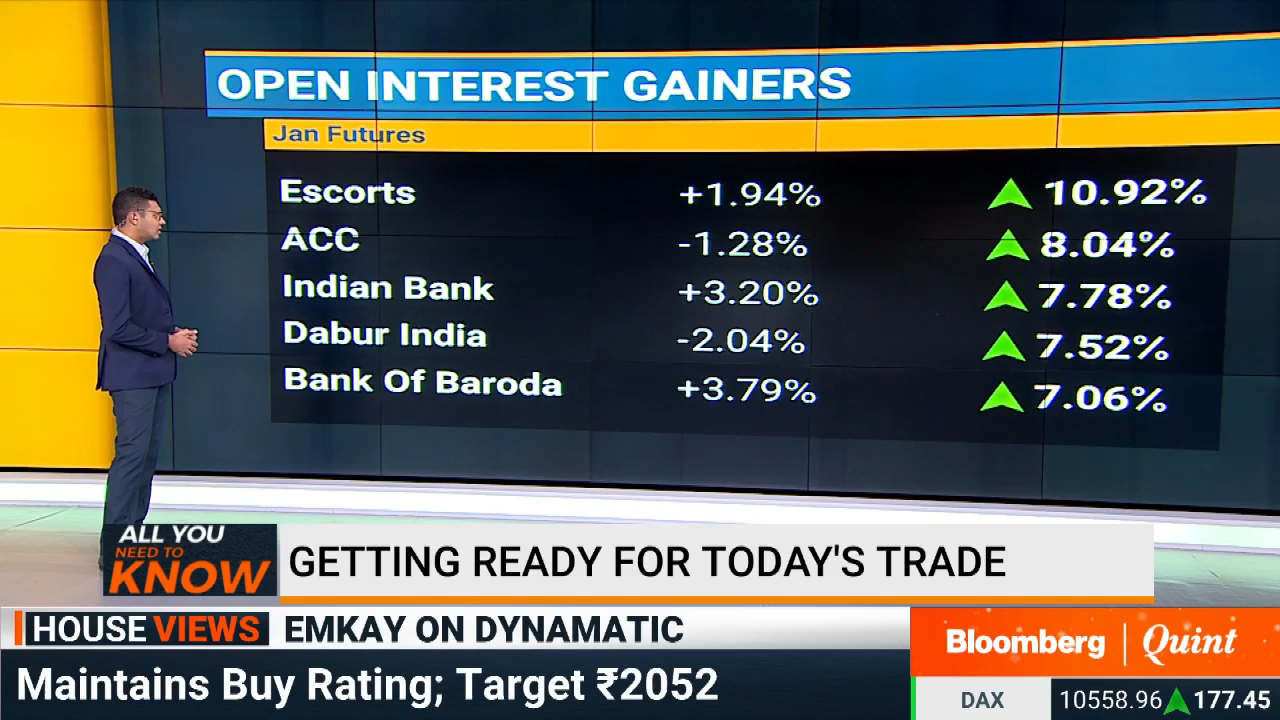 OPEN INTEREST GAINERS
Jan Futures
Escorts +1.94% ▲ 10.92%
ACC -1.28% ▲ 8.04%
Indian Bank +3.20% ▲ 7.78%
Dabur India -2.04% ▲ 7.52%
Bank Of Baroda +3.79% ▲ 7.06%
ALL YOU
NEED TO
KNOW
GETTING READY FOR TODAY'S TRADE
HOUSE VIEWS EMKAY ON DYNAMATIC
Maintains Buy Rating; Target ₹2052
Bloomberg | Quint
DAX 10558.96 ▲ 177.45